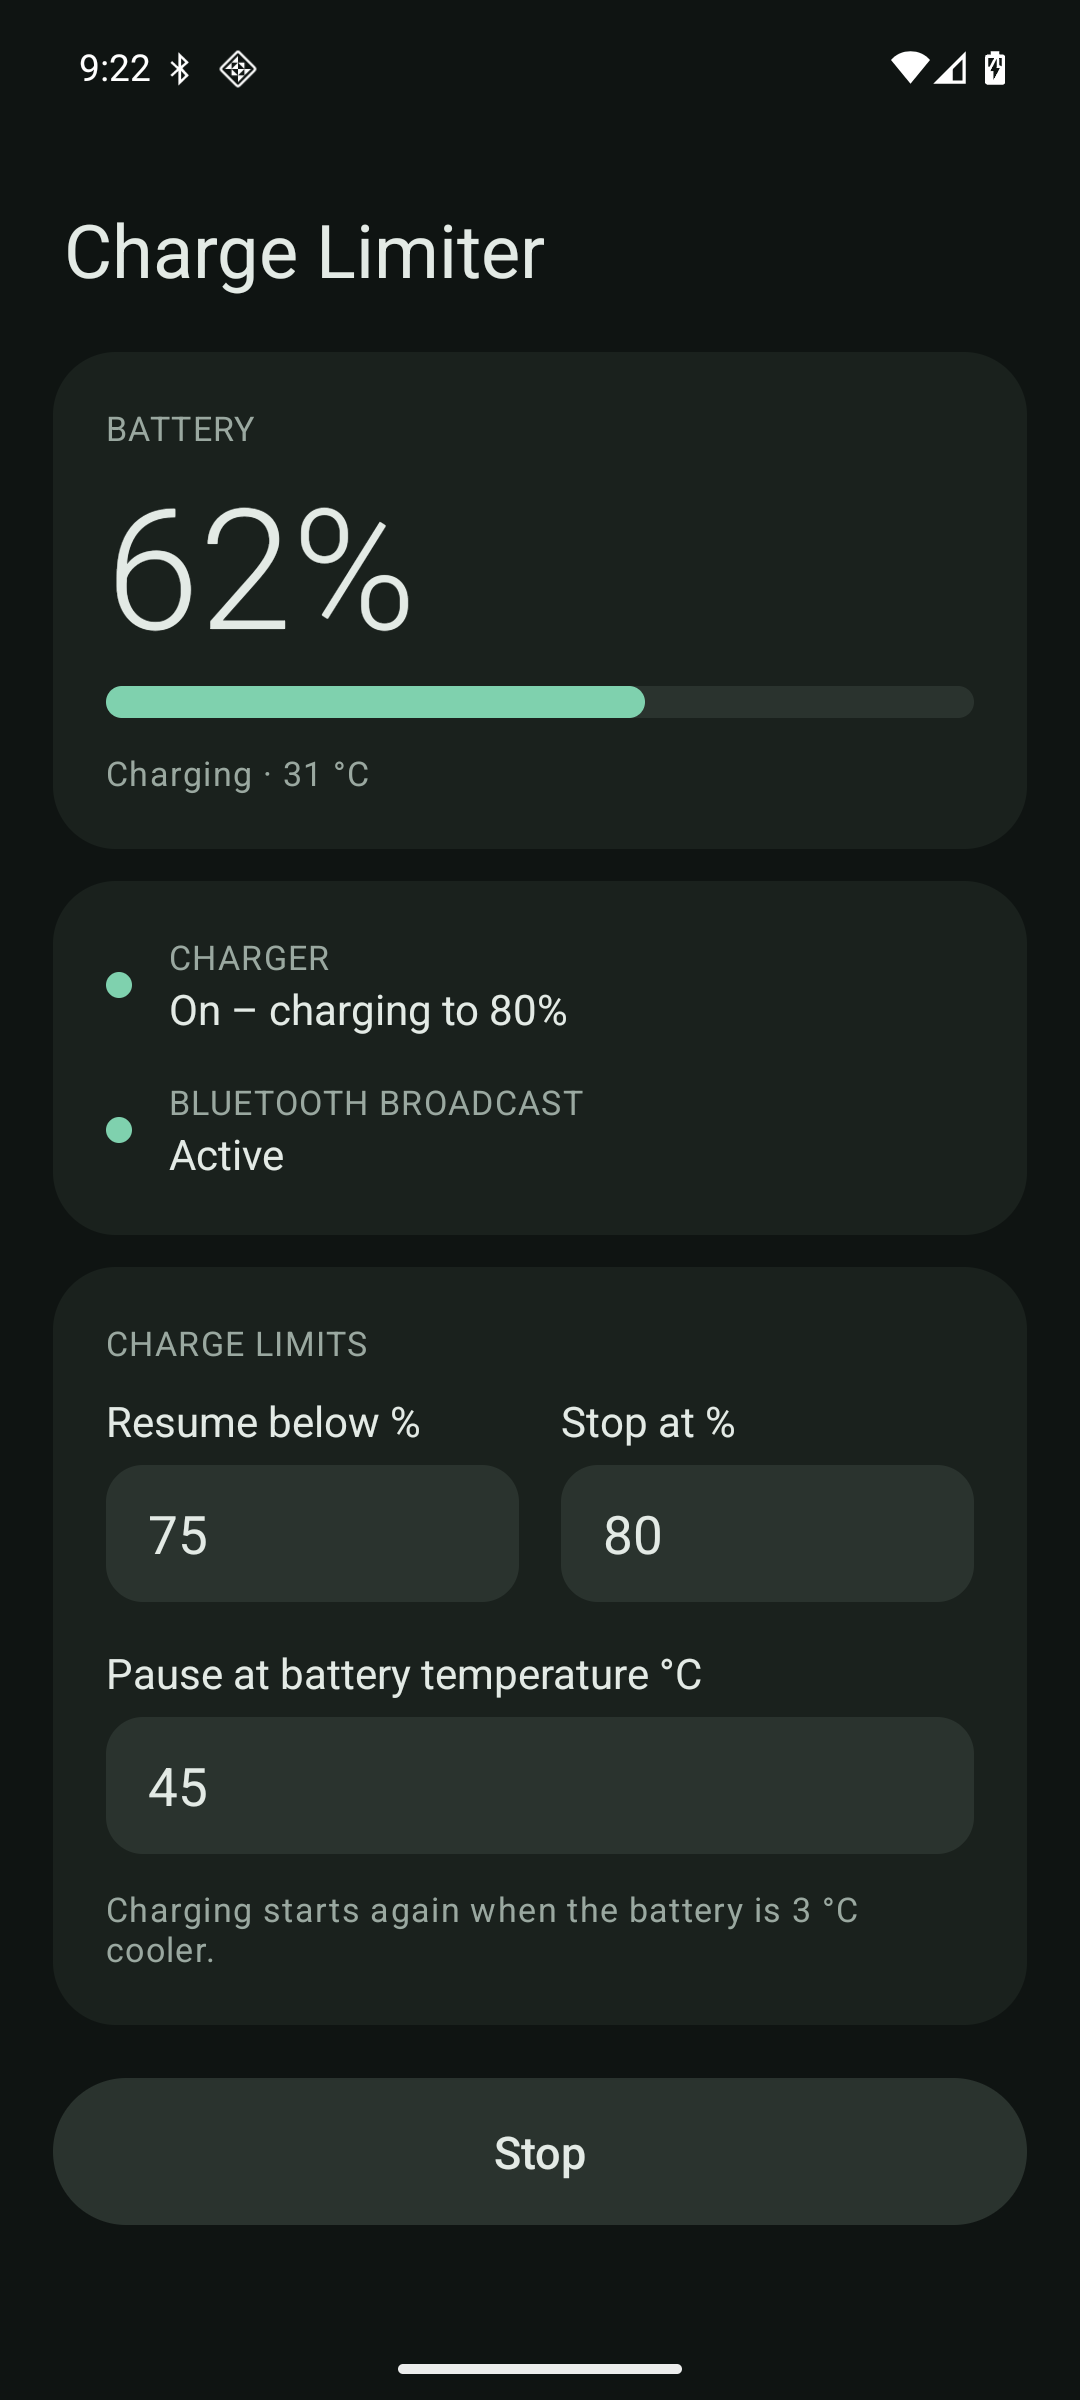 9:22
Charge Limiter
BATTERY
62%
Charging · 31 °C
CHARGER
On – charging to 80%
BLUETOOTH BROADCAST
Active
CHARGE LIMITS
Resume below % Stop at %
75 80
Pause at battery temperature °C
45
Charging starts again when the battery is 3 °C
cooler.
Stop